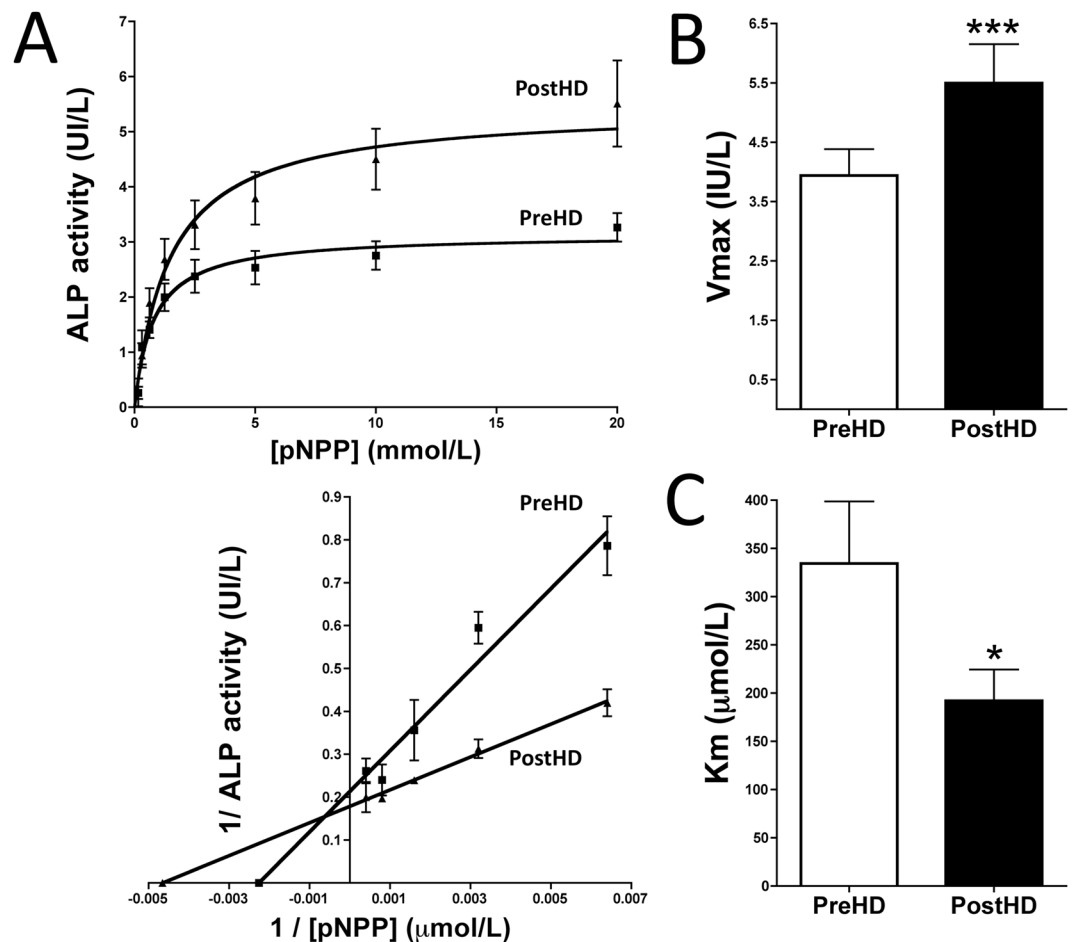 A
7
6
5
4
3
2
1
0
ALP activity (UI/L)
PostHD
PreHD
0 5 10 15 20
[pNPP] (mmol/L)
B
6.5
5.5
4.5
3.5
2.5
1.5
0.5
Vmax (IU/L)
***
PreHD PostHD
0.9
0.8
0.7
0.6
0.5
0.4
0.3
0.2
0.1
1/ ALP activity (UI/L)
PreHD
PostHD
-0.005 -0.003 -0.001 0.001 0.003 0.005 0.007
1 / [pNPP] (μmol/L)
C
400
350
300
250
200
150
100
50
0
Km (μmol/L)
*
PreHD PostHD